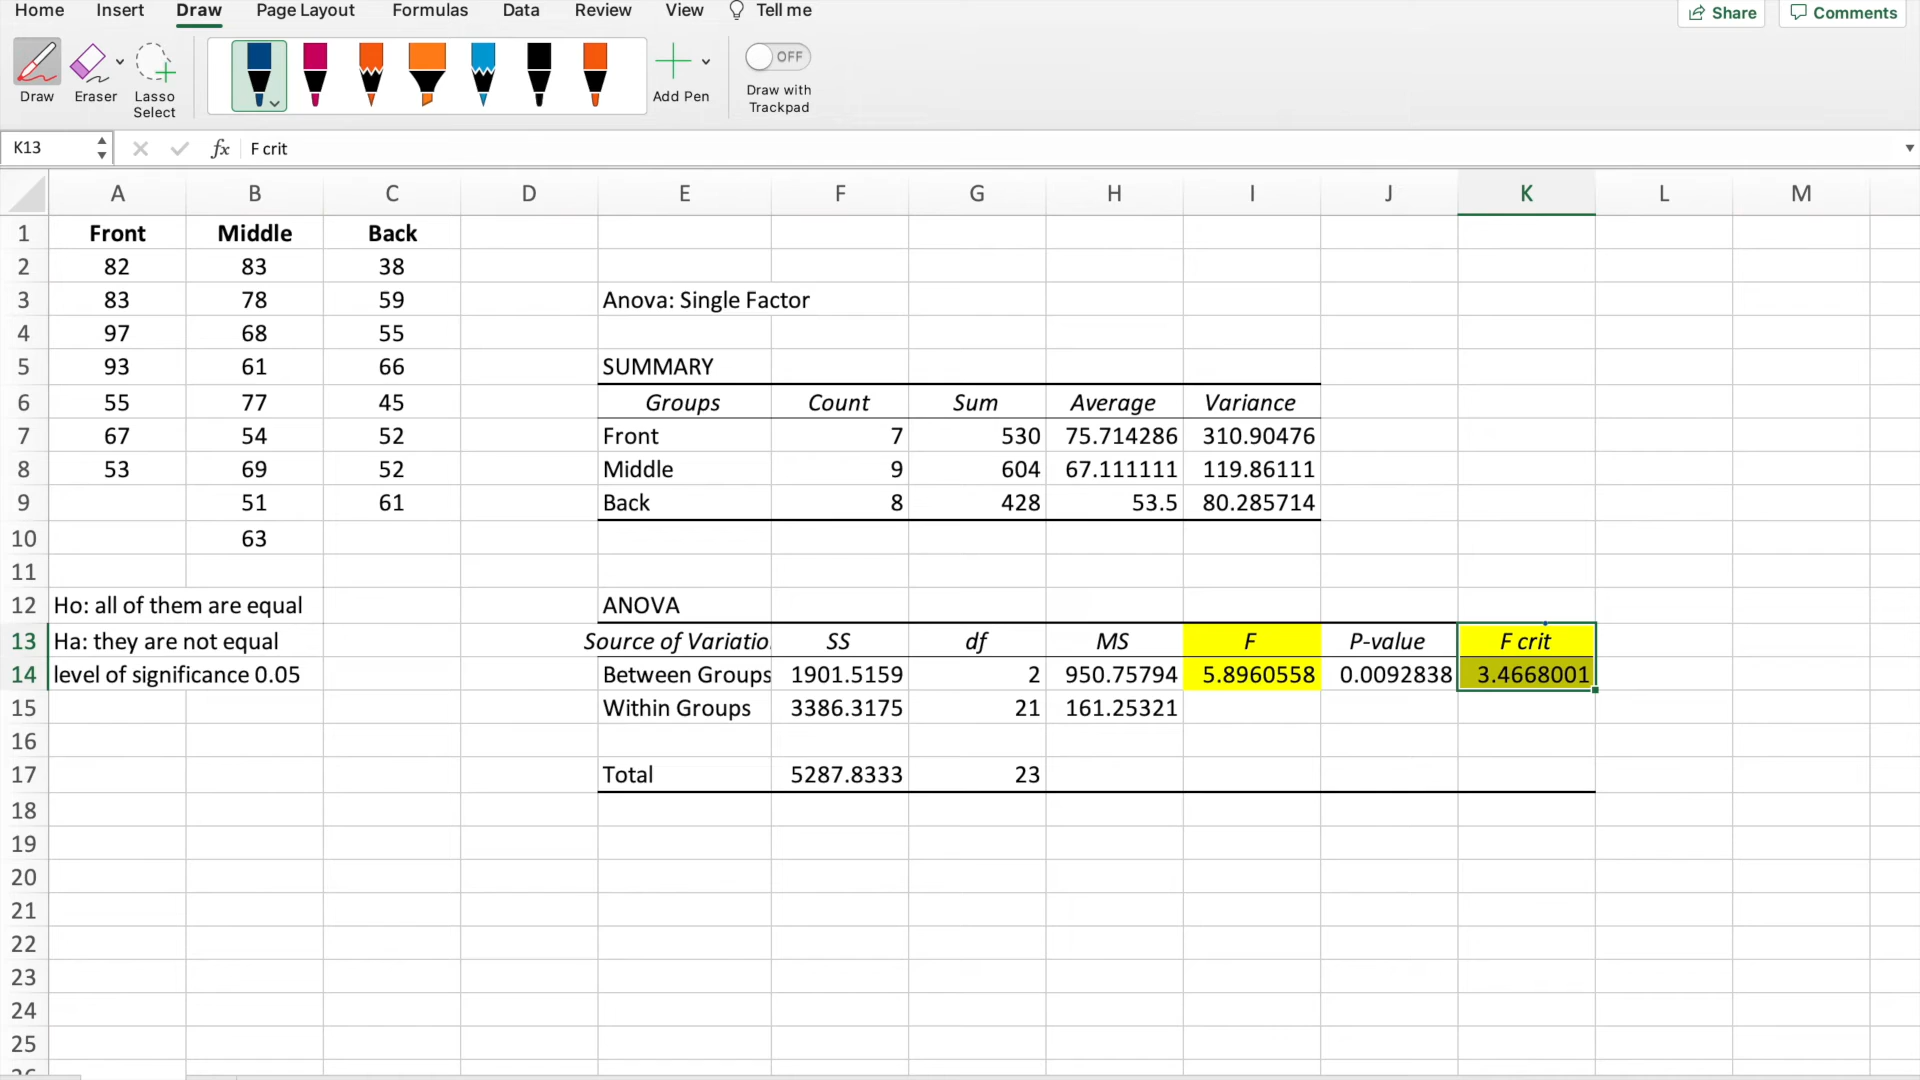 Home Insert Draw Page Layout Formulas Data Review View Tell me Share Comments
Draw Eraser Lasso Select Add Pen OFF Draw with Trackpad
K13 fx F crit
A B C D E F G H I J K L M
1 Front Middle Back
2 82 83 38
3 83 78 59 Anova: Single Factor
4 97 68 55
5 93 61 66 SUMMARY
6 55 77 45 Groups Count Sum Average Variance
7 67 54 52 Front 7 530 75.714286 310.90476
8 53 69 52 Middle 9 604 67.111111 119.86111
9 51 61 Back 8 428 53.5 80.285714
10 63
11
12 Ho: all of them are equal ANOVA
13 Ha: they are not equal Source of Variatio SS df MS F P-value F crit
14 level of significance 0.05 Between Groups 1901.5159 2 950.75794 5.8960558 0.0092838 3.4668001
15 Within Groups 3386.3175 21 161.25321
16
17 Total 5287.8333 23
18
19
20
21
22
23
24
25
26